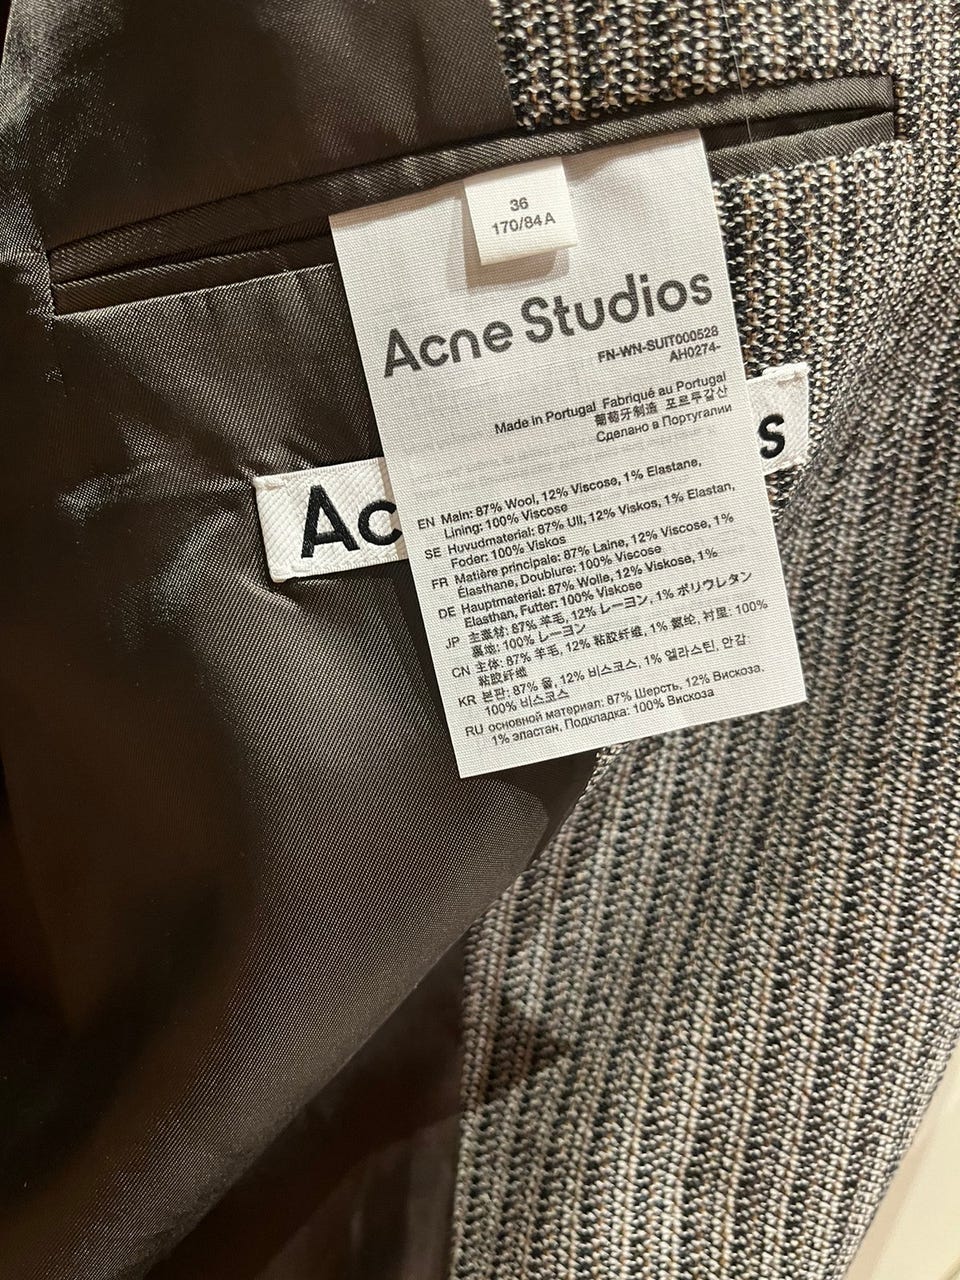 36
170/84A
Acne Studios
FN-WN-SUIT000528
AH0274-
Made in Portugal Fabriqué au Portugal
葡萄牙制造 포르투갈산
Сделано в Португалии
Ac
s
EN Main: 87% Wool, 12% Viscose, 1% Elastane,
Lining: 100% Viscose
SE Huvudmaterial: 87% Ull, 12% Viskos, 1% Elastan,
Foder: 100% Viskos
FR Matière principale: 87% Laine, 12% Viscose, 1%
Élasthane, Doublure: 100% Viscose
DE Hauptmaterial: 87% Wolle, 12% Viskose, 1%
Elasthan, Futter: 100% Viskose
JP 主素材: 87% 羊毛, 12% レーヨン, 1% ポリウレタン
裏地: 100% レーヨン
CN 主体: 87% 羊毛, 12% 粘胶纤维, 1% 氨纶, 衬里: 100%
粘胶纤维
KR 본판: 87% 울, 12% 비스코스, 1% 엘라스틴, 안감:
100% 비스코스
RU основной материал: 87% Шерсть, 12% Вискоза,
1% эластан, Подкладка: 100% Вискоза